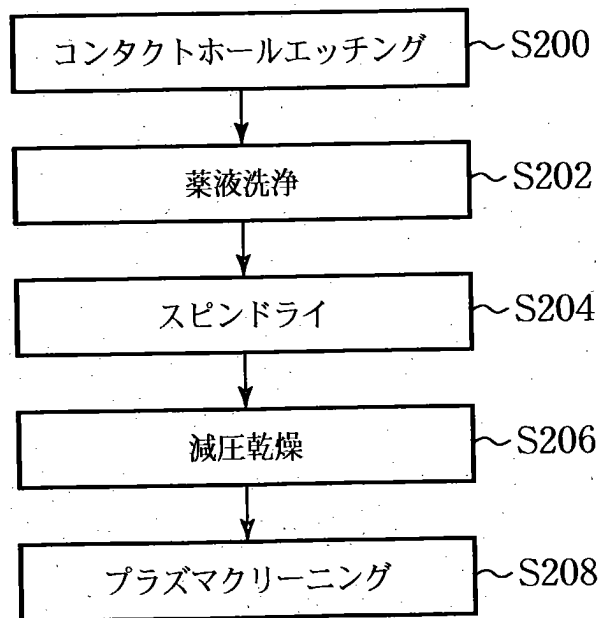 コンタクトホールエッチング ~S200
薬液洗浄 ~S202
スピンドライ ~S204
減圧乾燥 ~S206
プラズマクリーニング ~S208